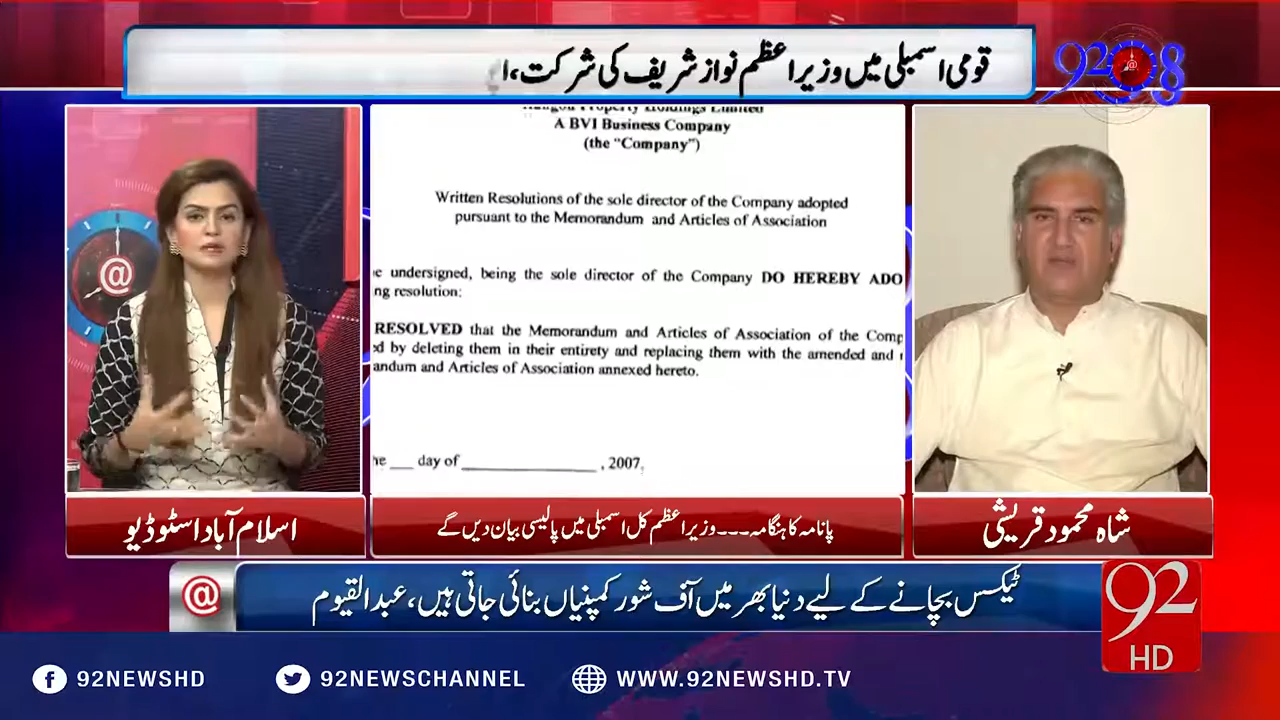 قومی اسمبلی میں وزیراعظم نواز شریف کی شرکت،
92@8
Property Holdings Limited
A BVI Business Company
(the "Company")
Written Resolutions of the sole director of the Company adopted
pursuant to the Memorandum and Articles of Association
e undersigned, being the sole director of the Company DO HEREBY ADO
ng resolution:
RESOLVED that the Memorandum and Articles of Association of the Comp
d by deleting them in their entirety and replacing them with the amended and
andum and Articles of Association annexed hereto.
he ___ day of ____________, 2007.
@
اسلام آباد اسٹوڈیو
پانامہ کا ہنگامہ۔۔۔وزیراعظم کل اسمبلی میں پالیسی بیان دیں گے
شاہ محمود قریشی
@
ٹیکس بچانے کے لیے دنیا بھر میں آف شور کمپنیاں بنائی جاتی ہیں، عبدالقیوم
92
HD
92NEWSHD
92NEWSCHANNEL
WWW.92NEWSHD.TV